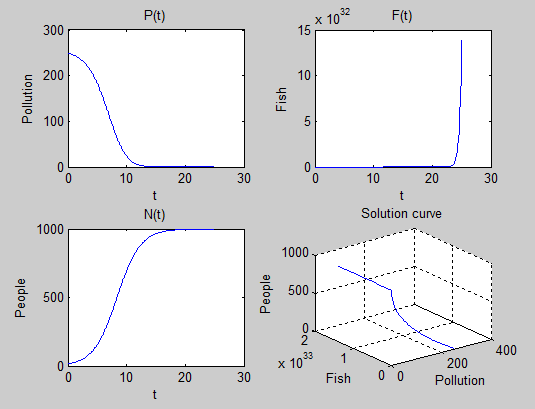 P(t)
300
200
100
0
Pollution
0 10 20 30
t
F(t)
x 10^32
15
10
5
0
Fish
0 10 20 30
t
N(t)
1000
500
0
People
0 10 20 30
t
Solution curve
1000
500
0
People
2
1
0
x 10^33
Fish
0
200
400
Pollution